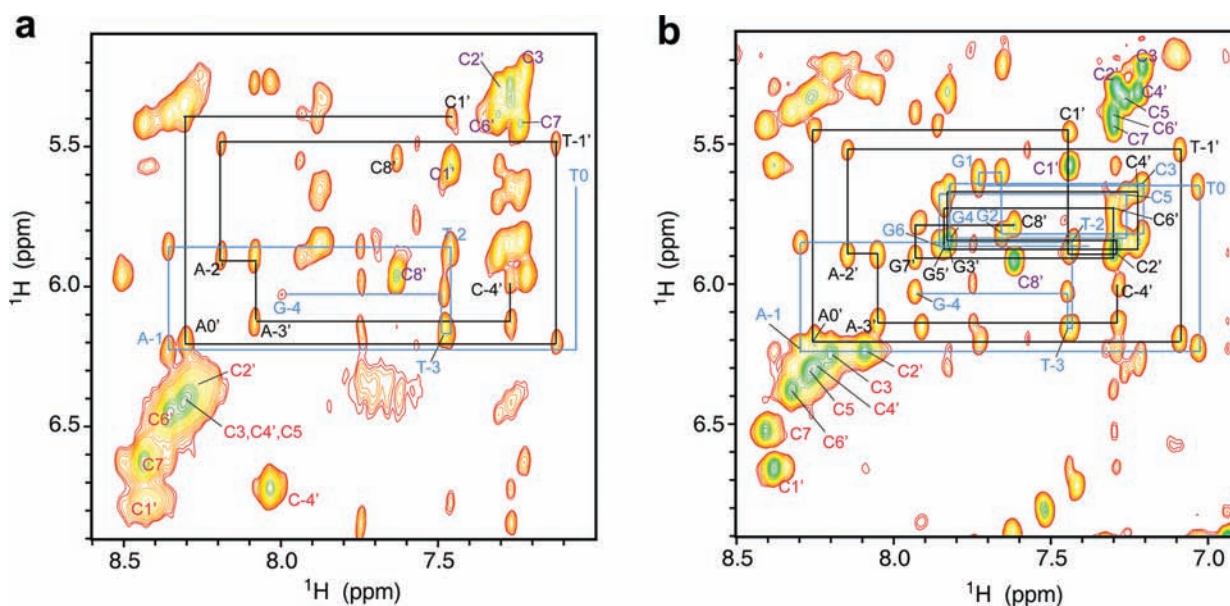 a
C2' C3
C6' C7
C1'
T-1'
C8'
C1'
T0
T-2
A-2'
C8'
G-4
C-4'
A-1
A0'
A-3'
T-3
C2'
C6'
C3,C4',C5
C7
C1'
C-4'
5.5
6.0
6.5
¹H (ppm)
8.5 8.0 7.5
¹H (ppm)
b
C3
C2'
C4'
C5
C6'
C7
C1'
T-1'
G1
C1'
C4'
C3
T0
C5
G4 G2
C8'
C6'
G6
T-2
A-2'
G7'
G5' G3'
C2'
C8'
G-4
C-4'
A-1
A0'
A-3'
T-3
C2'
C3
C5
C4'
C7
C6'
C1'
5.5
6.0
6.5
¹H (ppm)
8.5 8.0 7.5 7.0
¹H (ppm)